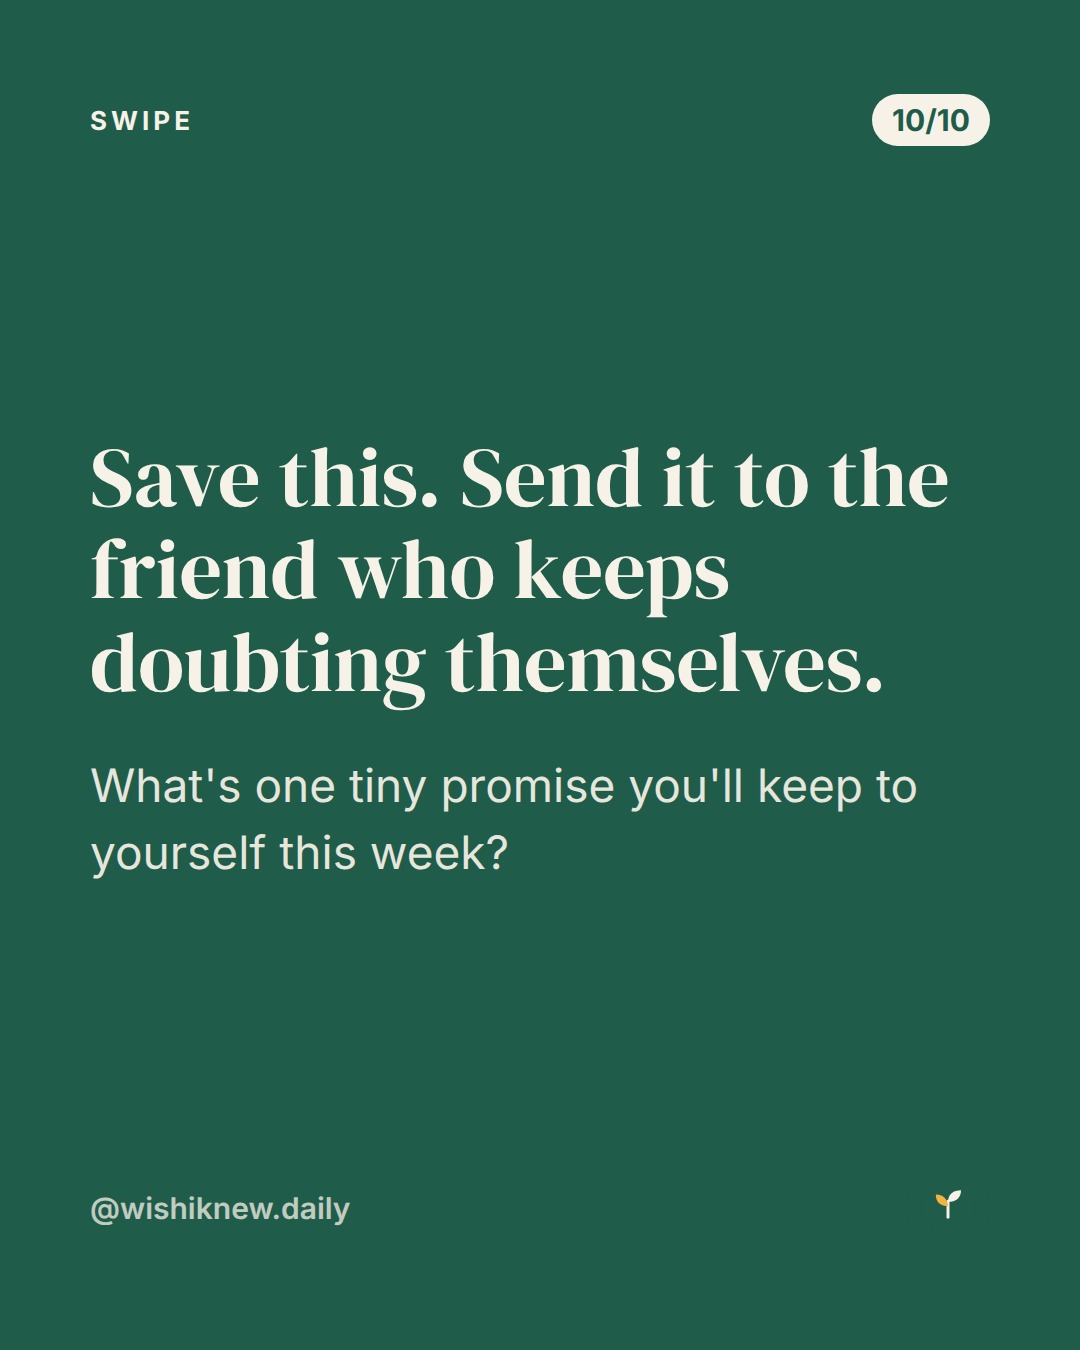 SWIPE
10/10
Save this. Send it to the
friend who keeps
doubting themselves.
What's one tiny promise you'll keep to
yourself this week?
@wishiknew.daily